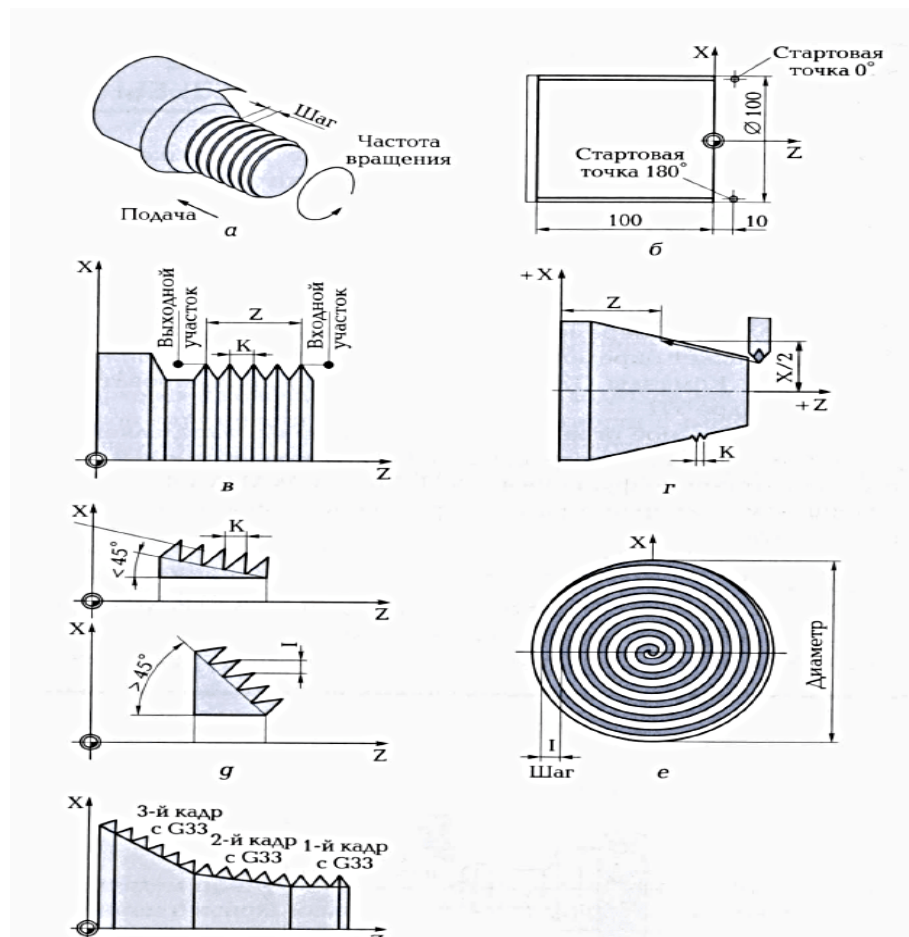 Шаг
Частота
вращения
Подача
а
X
Стартовая
точка 0°
Ø 100
Z
Стартовая
точка 180°
100
10
б
X
Выходной
участок
Z
K
Входной
участок
Z
в
+X
Z
X/2
+Z
K
г
X
K
<45°
Z
X
I
>45°
Z
д
X
Диаметр
I
Шаг
е
X
3-й кадр
с G33
2-й кадр
с G33
1-й кадр
с G33
Z